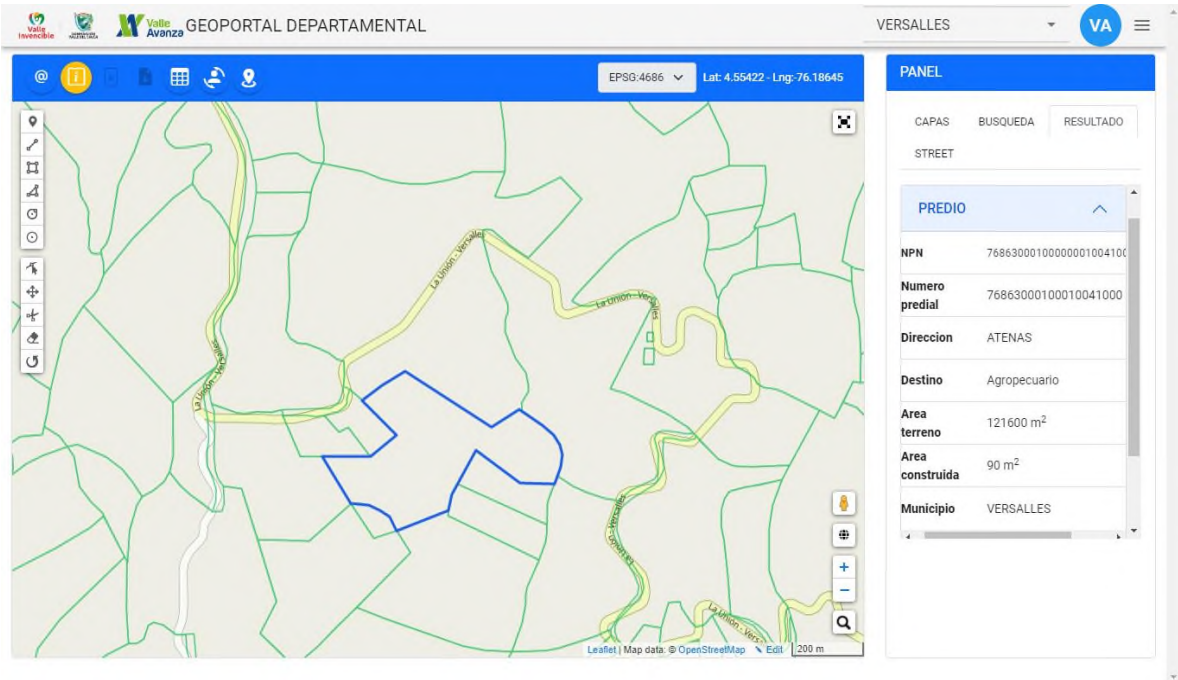 Valle
Invencible
Valle
Avanza
GEOPORTAL DEPARTAMENTAL
VERSALLES
VA
@
i
EPSG:4686
Lat: 4.55422 - Lng:-76.18645
PANEL
CAPAS
BUSQUEDA
RESULTADO
STREET
PREDIO
NPN
Numero
predial
76863000100010041000
Direccion
ATENAS
Destino
Agropecuario
Area
terreno
121600 m²
Area
construida
90 m²
Municipio
VERSALLES
La Unión - Versalles
La Unión - Versalles
La Unión - Versalles
La Unión - Versalles
La Unión - Versalles
+
−
Leaflet | Map data: © OpenStreetMap
Edit
200 m